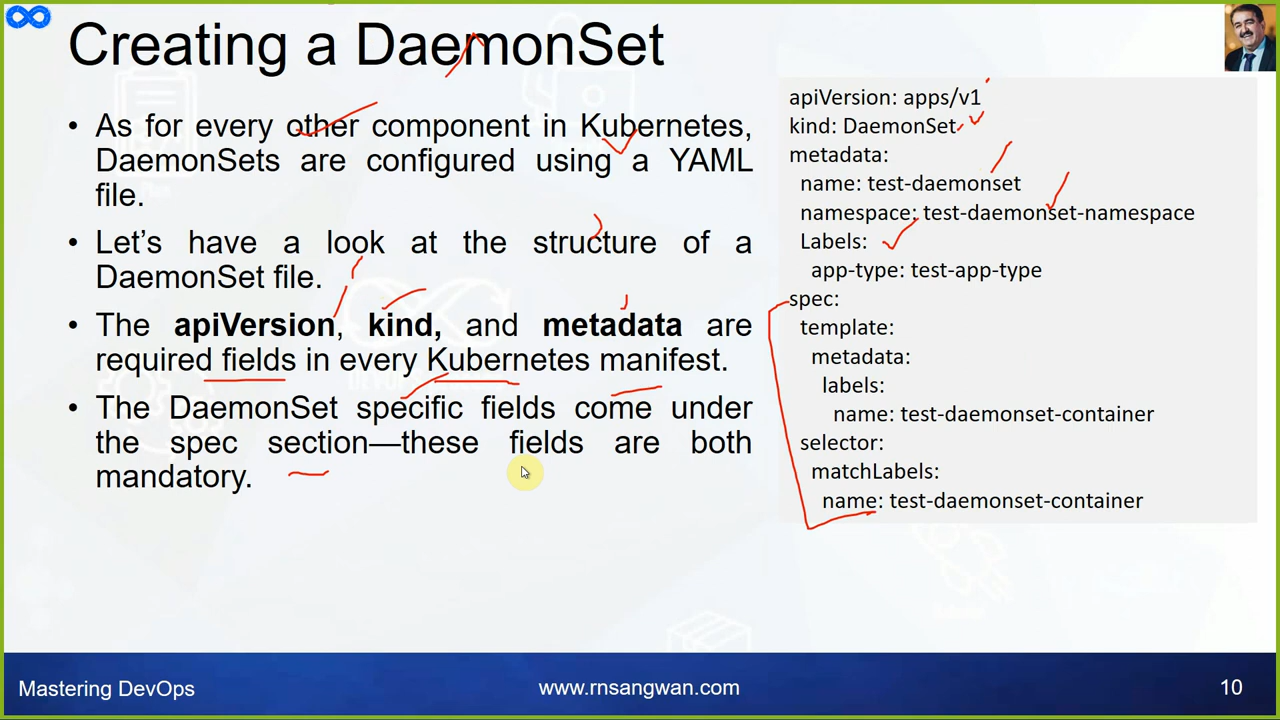 Creating a DaemonSet
• As for every other component in Kubernetes,
DaemonSets are configured using a YAML
file.
• Let's have a look at the structure of a
DaemonSet file.
• The apiVersion, kind, and metadata are
required fields in every Kubernetes manifest.
• The DaemonSet specific fields come under
the spec section—these fields are both
mandatory.
apiVersion: apps/v1
kind: DaemonSet
metadata:
name: test-daemonset
namespace: test-daemonset-namespace
Labels:
app-type: test-app-type
spec:
template:
metadata:
labels:
name: test-daemonset-container
selector:
matchLabels:
name: test-daemonset-container
Mastering DevOps
www.rnsangwan.com
10